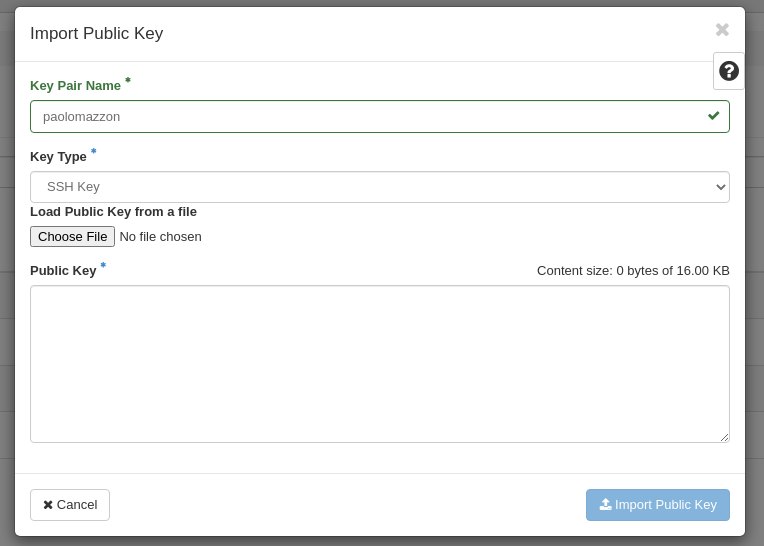 Import Public Key
Key Pair Name *
paolomazzon
Key Type *
SSH Key
Load Public Key from a file
Choose File No file chosen
Public Key * Content size: 0 bytes of 16.00 KB
Cancel Import Public Key